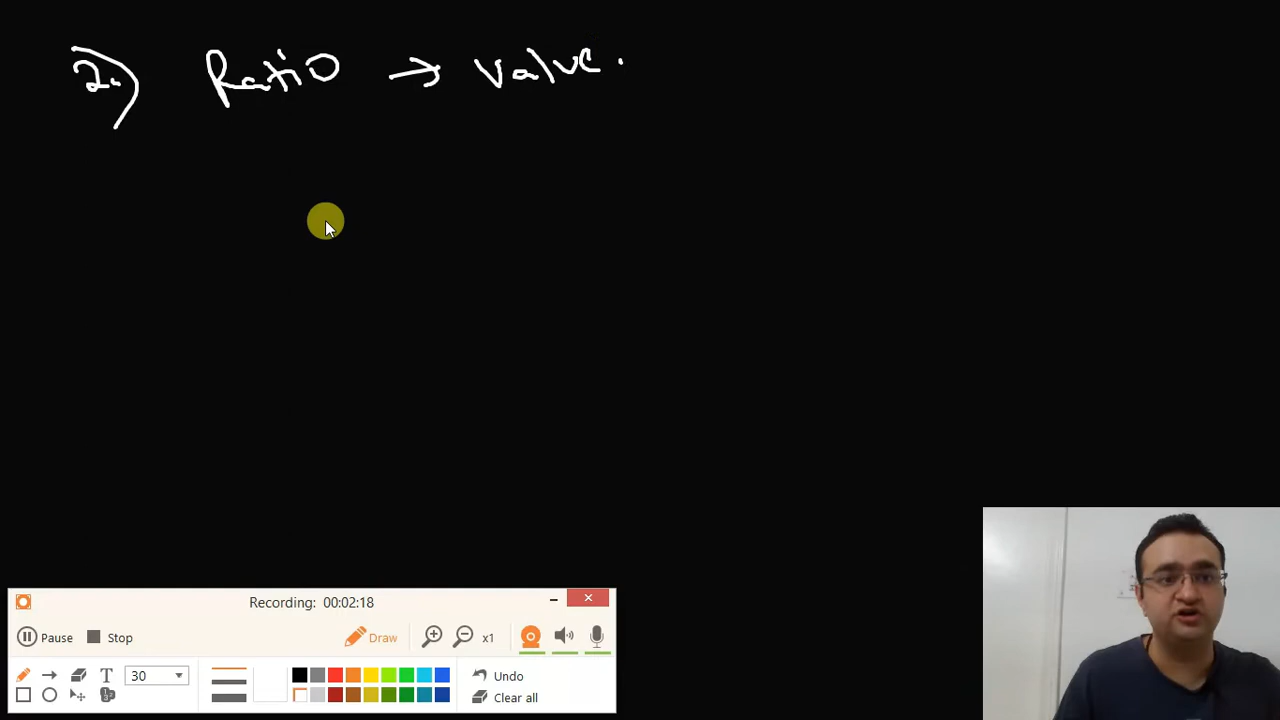 2. Ratio → value.
Recording: 00:02:18
Pause Stop Draw x1
T 30 Undo
Clear all